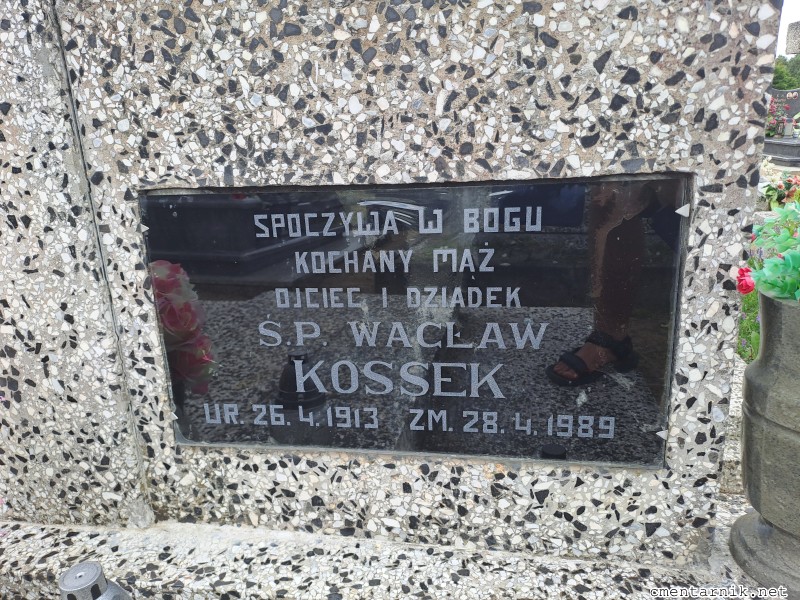 SPOCZYWA W BOGU
KOCHANY MĄŻ
OJCIEC I DZIADEK
Ś.P. WACŁAW
KOSSEK
UR. 26.4.1913 ZM. 28.4.1989
cmentarnik.net